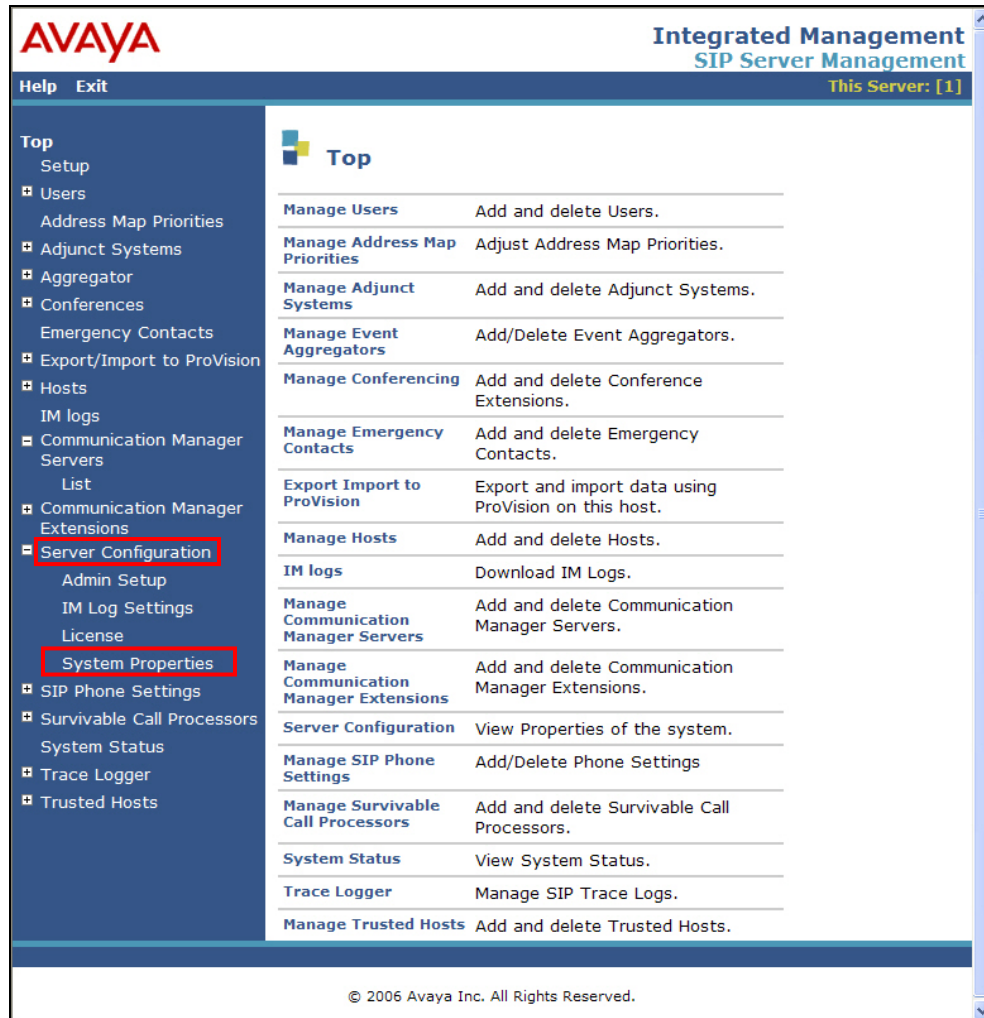 AVAYA
Integrated Management
SIP Server Management
Help Exit
This Server: [1]
Top
Setup
Users
Address Map Priorities
Adjunct Systems
Aggregator
Conferences
Emergency Contacts
Export/Import to ProVision
Hosts
IM logs
Communication Manager
Servers
List
Communication Manager
Extensions
Server Configuration
Admin Setup
IM Log Settings
License
System Properties
SIP Phone Settings
Survivable Call Processors
System Status
Trace Logger
Trusted Hosts
Top
Manage Users Add and delete Users.
Manage Address Map Adjust Address Map Priorities.
Priorities
Manage Adjunct Add and delete Adjunct Systems.
Systems
Manage Event Add/Delete Event Aggregators.
Aggregators
Manage Conferencing Add and delete Conference
Extensions.
Manage Emergency Add and delete Emergency
Contacts Contacts.
Export Import to Export and import data using
ProVision ProVision on this host.
Manage Hosts Add and delete Hosts.
IM logs Download IM Logs.
Manage Add and delete Communication
Communication Manager Servers.
Manager Servers
Manage Add and delete Communication
Communication Manager Extensions.
Manager Extensions
Server Configuration View Properties of the system.
Manage SIP Phone Add/Delete Phone Settings
Settings
Manage Survivable Add and delete Survivable Call
Call Processors Processors.
System Status View System Status.
Trace Logger Manage SIP Trace Logs.
Manage Trusted Hosts Add and delete Trusted Hosts.
© 2006 Avaya Inc. All Rights Reserved.